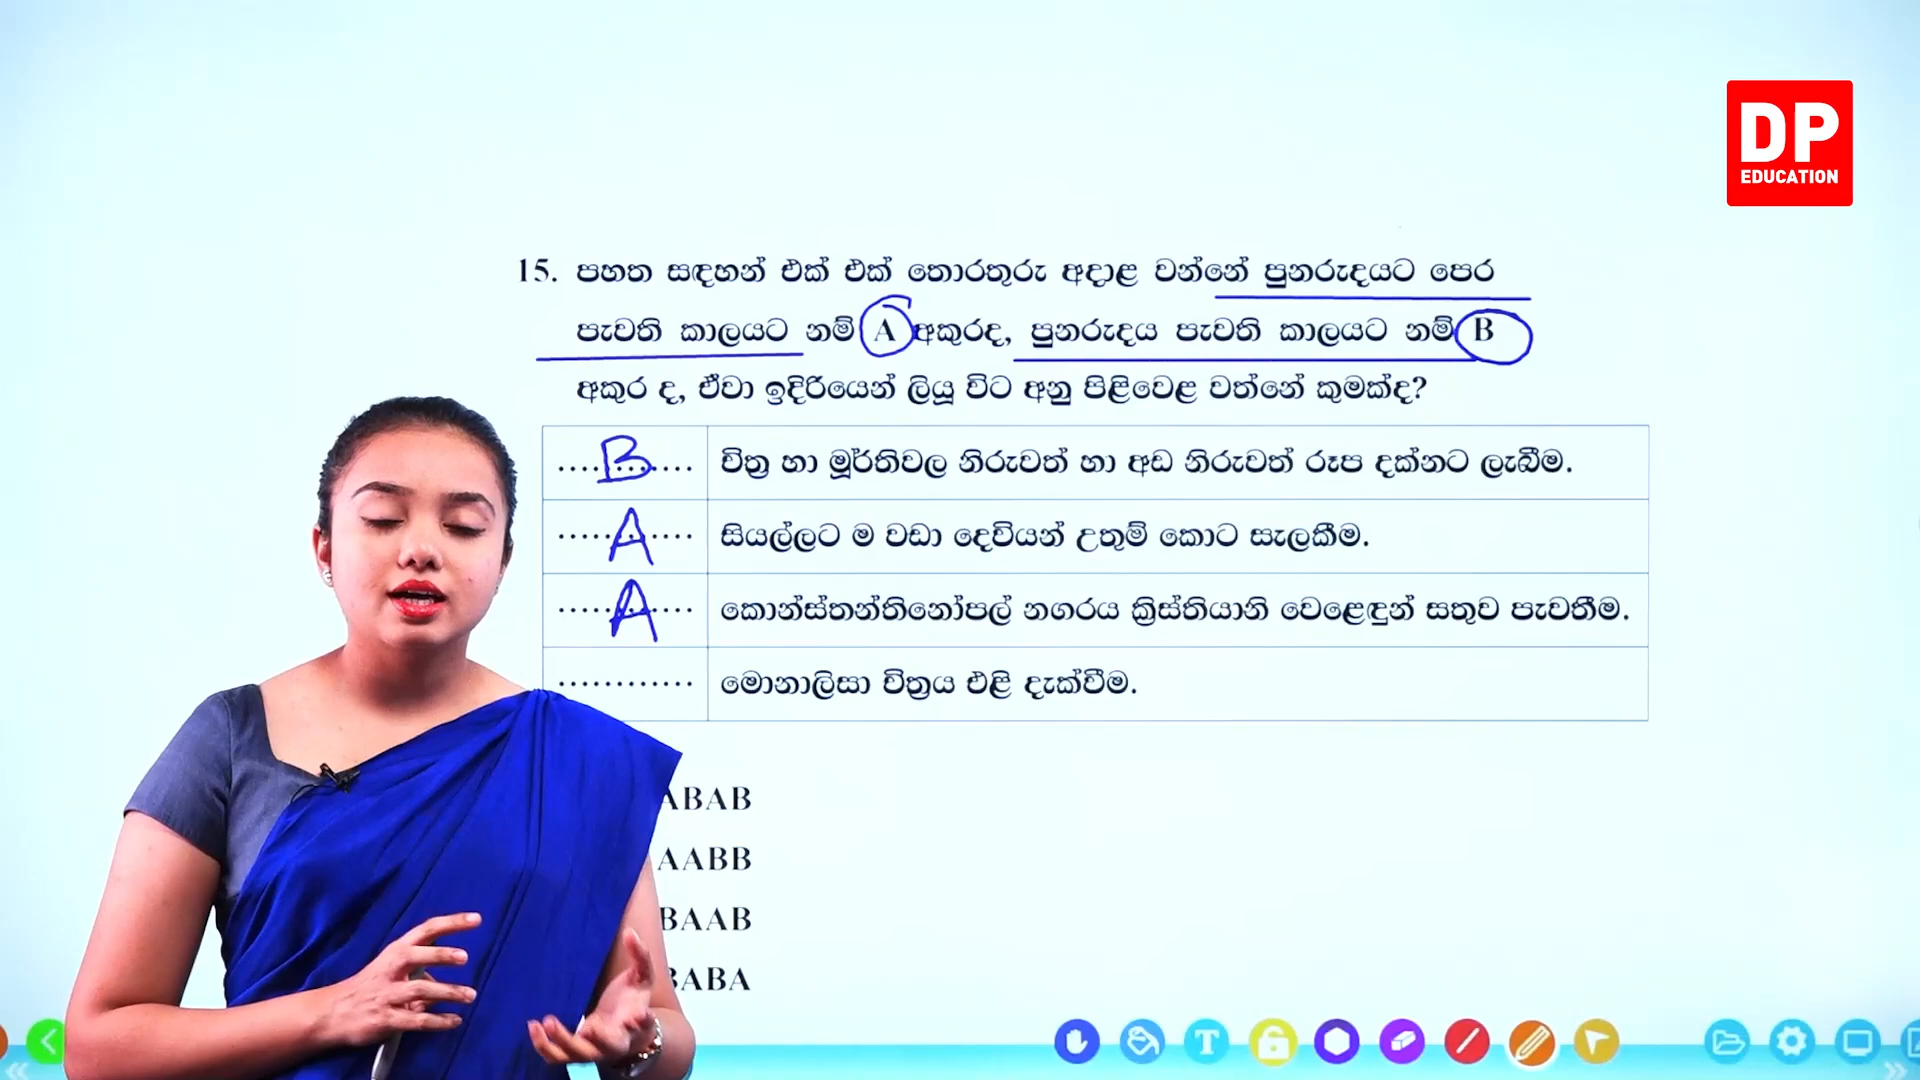 DP
EDUCATION
15. පහත සඳහන් එක් එක් තොරතුරු අදාළ වන්නේ පුනරුදයට පෙර
පැවති කාලයට නම් A අකුරද, පුනරුදය පැවති කාලයට නම් B
අකුර ද, ඒවා ඉදිරියෙන් ලියූ විට අනු පිළිවෙළ වන්නේ කුමක්ද?
....B.... චිත්‍ර හා මූර්තිවල නිරුවත් හා අඩ නිරුවත් රූප දක්නට ලැබීම.
....A.... සියල්ලට ම වඩා දෙවියන් උතුම් කොට සැලකීම.
....A.... කොන්ස්තන්තිනෝපල් නගරය ක්‍රිස්තියානි වෙළෙඳුන් සතුව පැවතීම.
............ මොනාලිසා චිත්‍රය එළි දැක්වීම.
ABAB
AABB
BAAB
BABA
T